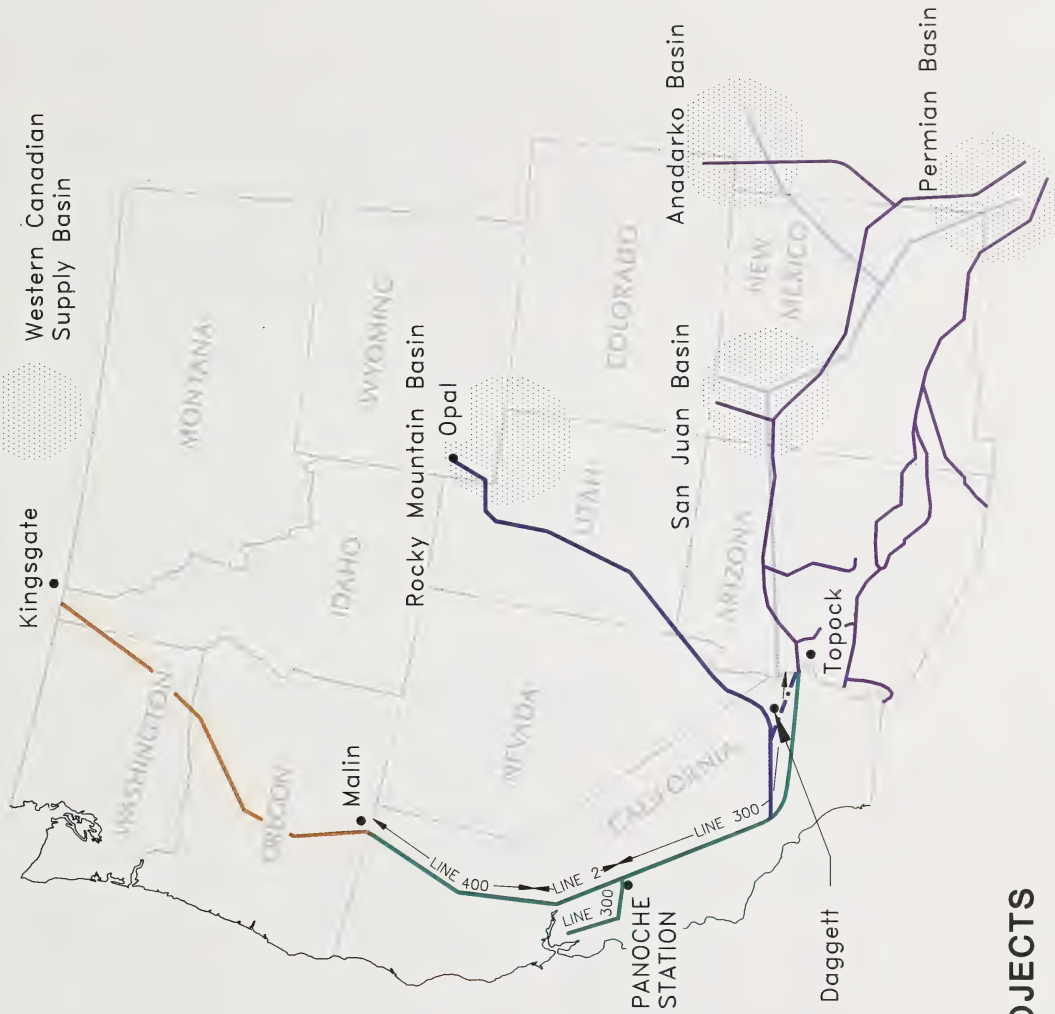 Western Canadian
Supply Basin
Kingsgate
MONTANA
WASHINGTON
IDAHO
WYOMING
OREGON
Malin
Rocky Mountain Basin
Opal
NEVADA
UTAH
COLORADO
Anadarko Basin
San Juan Basin
NEW
MEXICO
Permian Basin
ARIZONA
CALIFORNIA
Topock
LINE 400
LINE 2
LINE 300
LINE 300
PANOCHE
STATION
Daggett
OJECTS